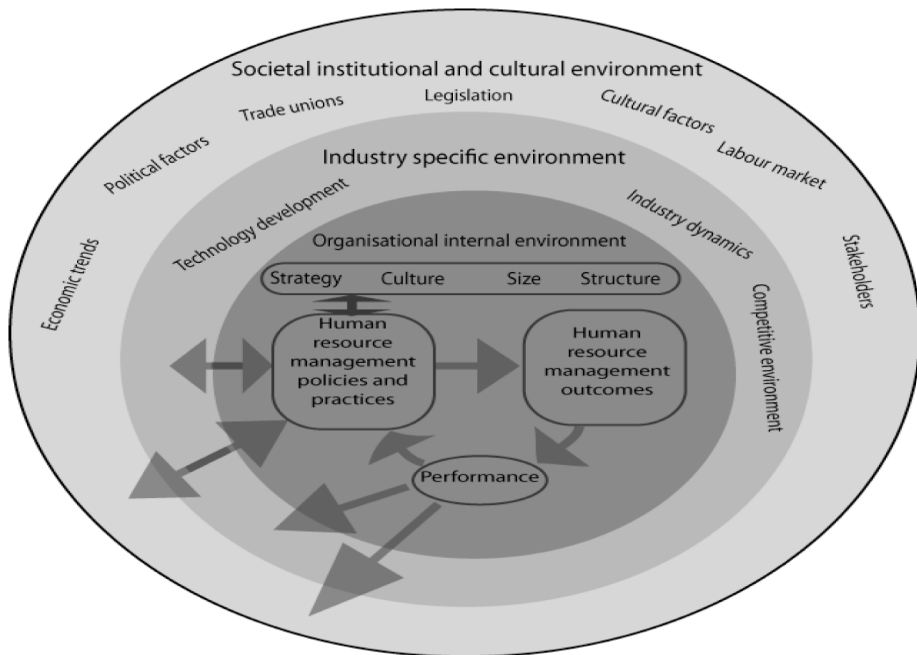 Societal institutional and cultural environment
Trade unions
Legislation
Cultural factors
Political factors
Labour market
Industry specific environment
Technology development
Industry dynamics
Economic trends
Stakeholders
Competitive environment
Organisational internal environment
Strategy Culture Size Structure
Human
resource
management
policies and
practices
Human
resource
management
outcomes
Performance